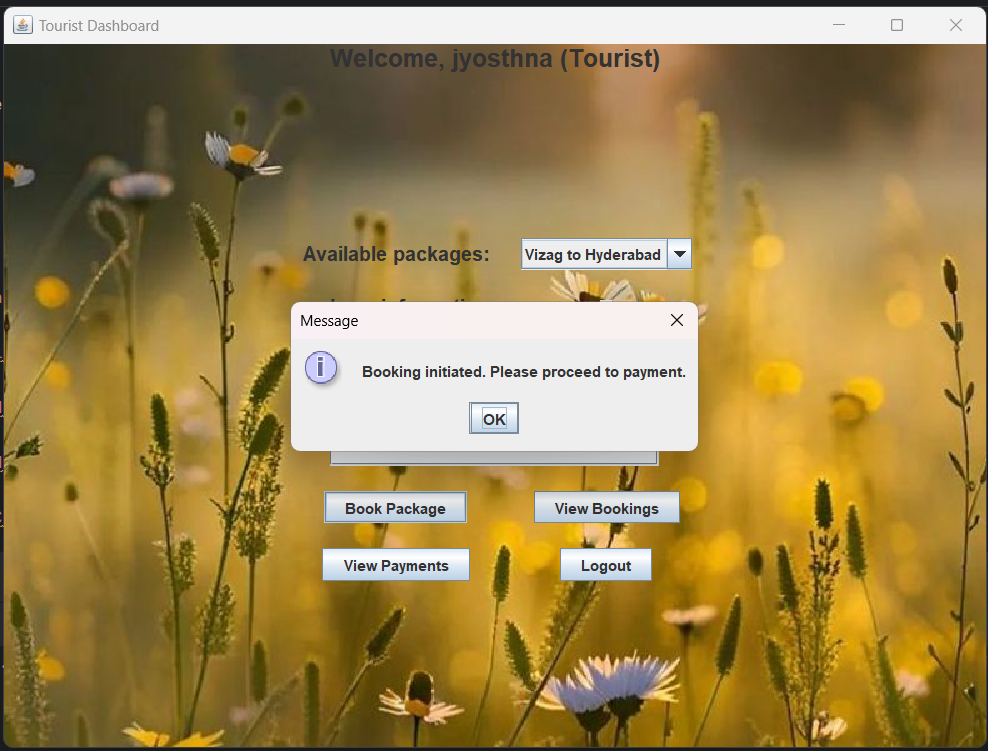 Tourist Dashboard
Welcome, jyosthna (Tourist)
Available packages:
Vizag to Hyderabad
Message
Booking initiated. Please proceed to payment.
OK
Book Package
View Bookings
View Payments
Logout